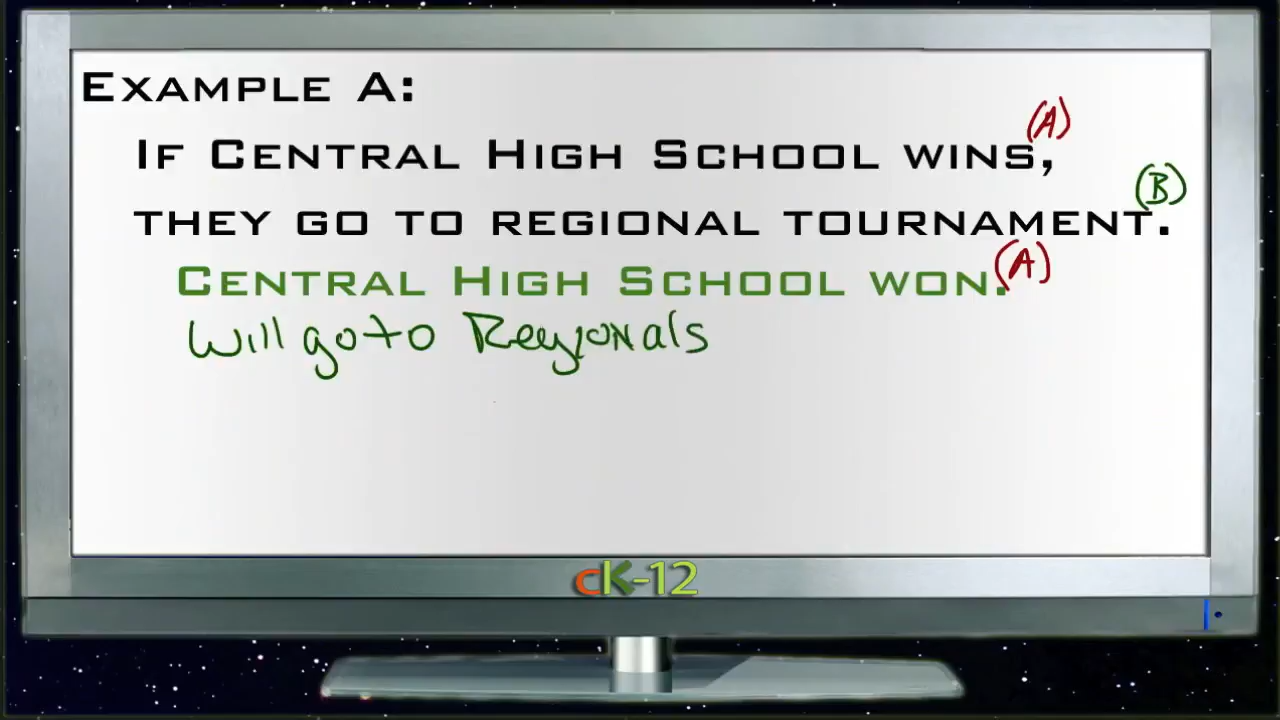 Example A:
If Central High School wins, (A)
they go to regional tournament. (B)
Central High School won. (A)
Will go to Regionals
cK-12